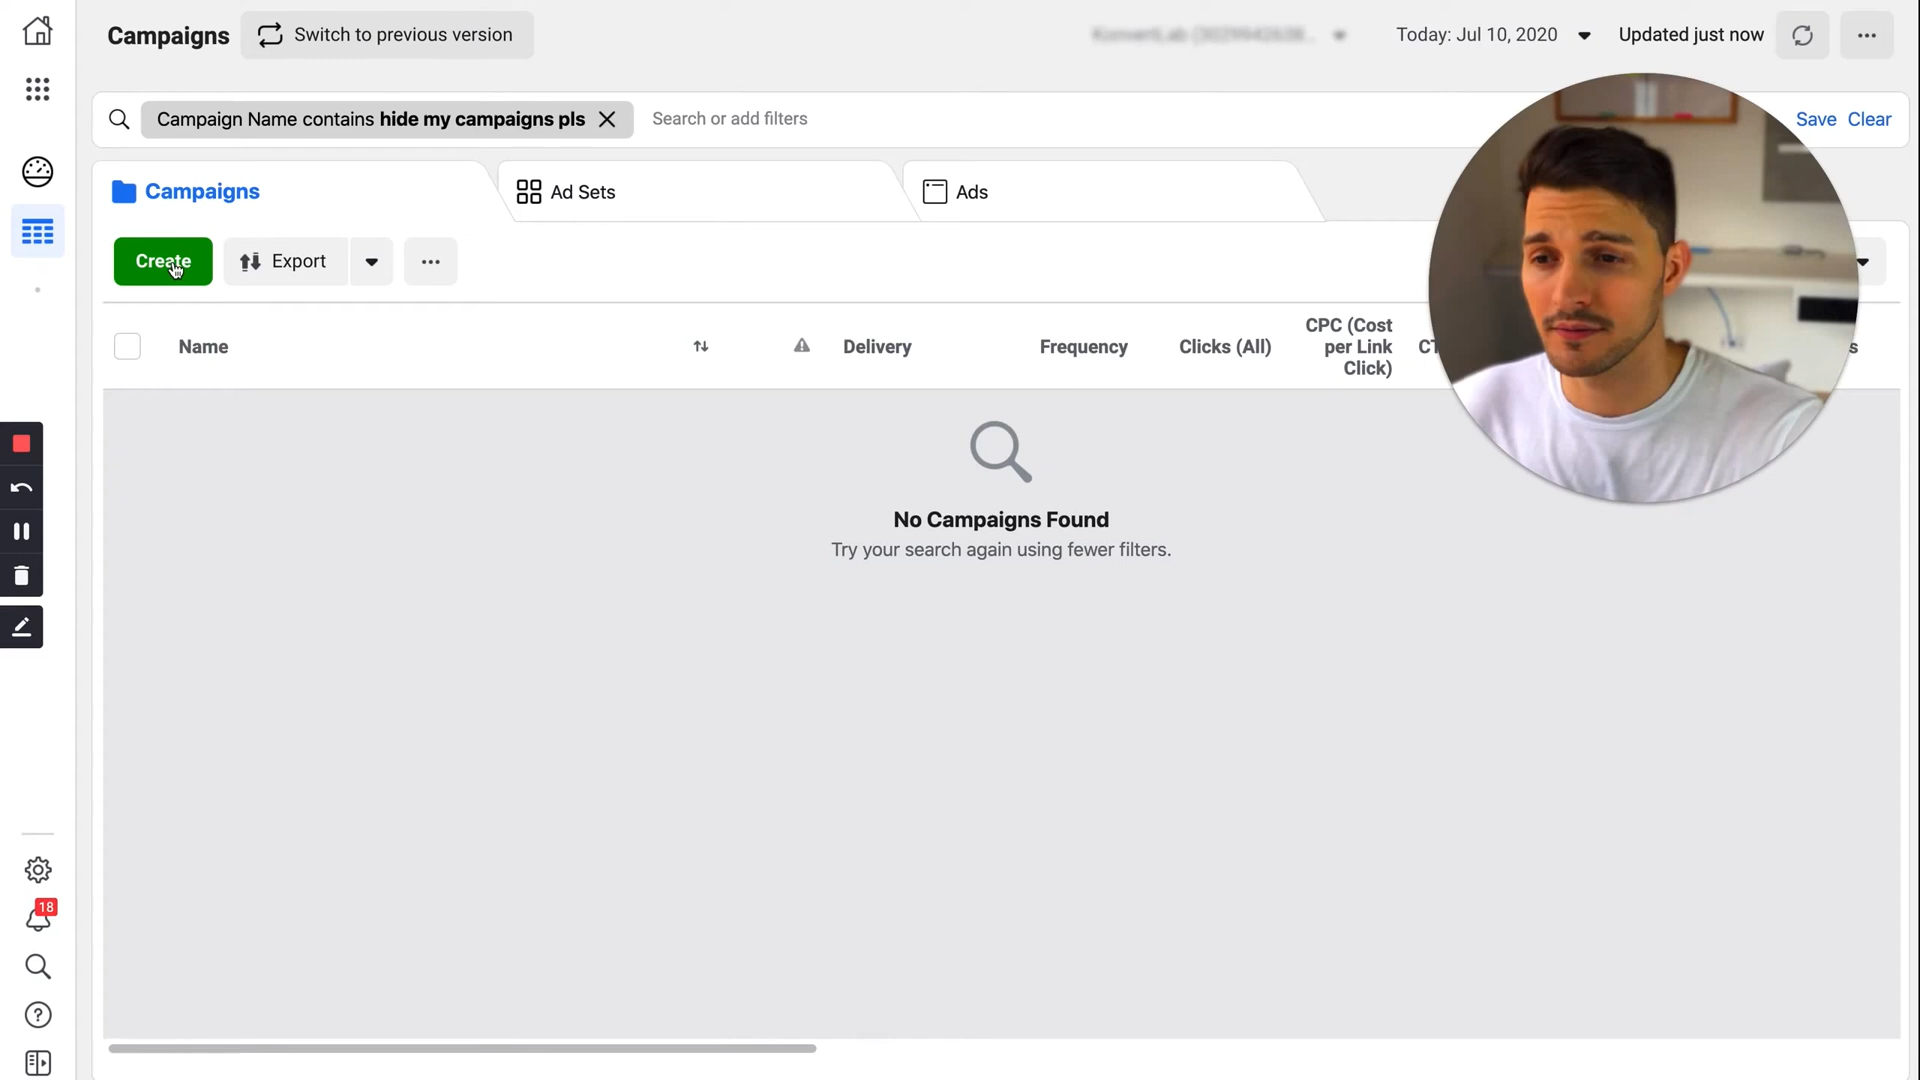 Campaigns
Switch to previous version
Today: Jul 10, 2020
Updated just now
Campaign Name contains hide my campaigns pls
Search or add filters
Save
Clear
Campaigns
Ad Sets
Ads
Create
Export
Name
Delivery
Frequency
Clicks (All)
CPC (Cost
per Link
Click)
No Campaigns Found
Try your search again using fewer filters.
18